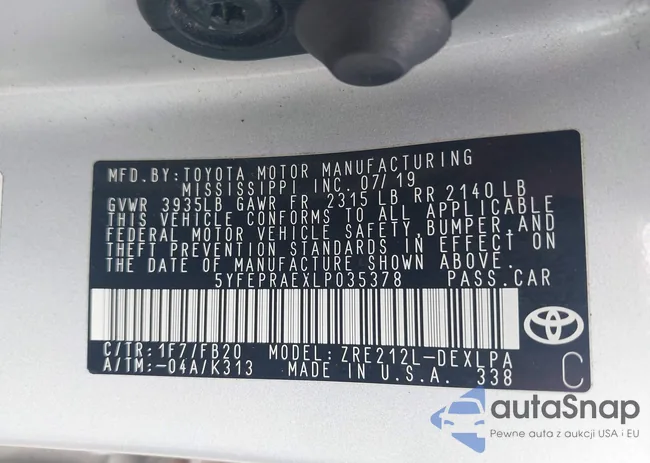 MFD. BY: TOYOTA MOTOR MANUFACTURING
MISSISSIPPI INC. 07/19
GVWR 3935LB GAWR FR 2315 LB RR 2140 LB
THIS VEHICLE CONFORMS TO ALL APPLICABLE
FEDERAL MOTOR VEHICLE SAFETY, BUMPER, AND
THEFT PREVENTION STANDARDS IN EFFECT ON
THE DATE OF MANUFACTURE SHOWN ABOVE.
5YFEPRAEXLP035378 PASS. CAR
C/TR: 1F7/FB20 MODEL: ZRE212L-DEXLPA
A/TM: -04A/K313 MADE IN U.S.A. 338 C
autaSnap
Pewne auta z aukcji USA i EU